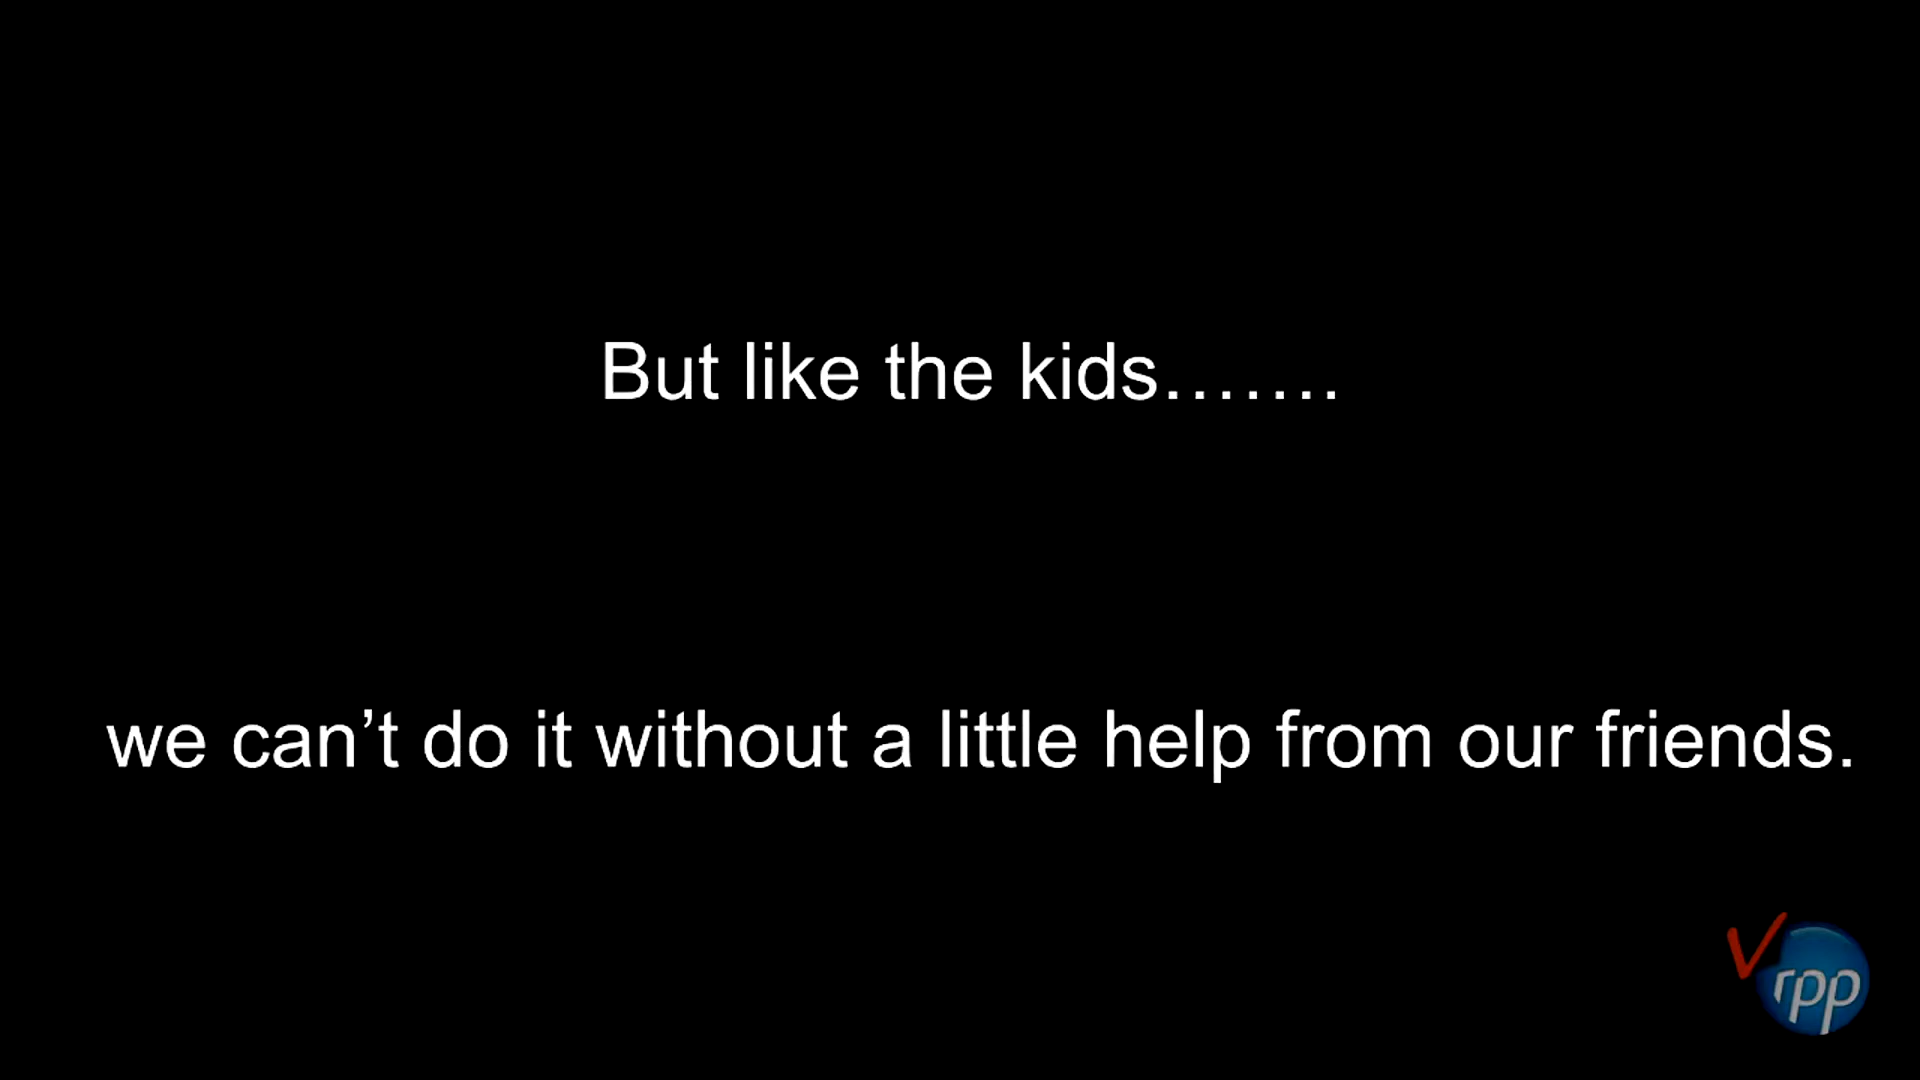 But like the kids.......
we can’t do it without a little help from our friends.
rpp